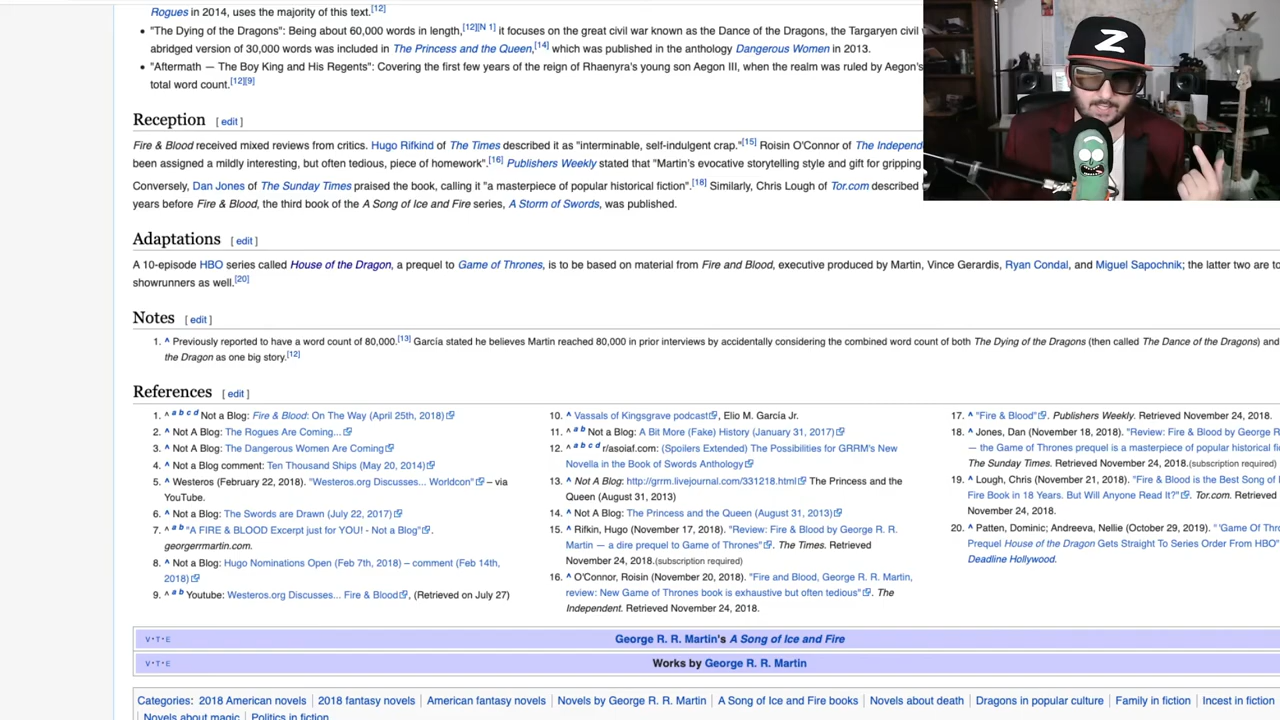 Rogues in 2014, uses the majority of this text.[12]
• "The Dying of the Dragons": Being about 60,000 words in length,[12][N 1] it focuses on the great civil war known as the Dance of the Dragons, the Targaryen civil
abridged version of 30,000 words was included in The Princess and the Queen,[14] which was published in the anthology Dangerous Women in 2013.
• "Aftermath — The Boy King and His Regents": Covering the first few years of the reign of Rhaenyra's young son Aegon III, when the realm was ruled by Aegon's
total word count.[12][9]
Reception [ edit ]
Fire & Blood received mixed reviews from critics. Hugo Rifkind of The Times described it as "interminable, self-indulgent crap."[15] Roisin O'Connor of The Independ
been assigned a mildly interesting, but often tedious, piece of homework".[16] Publishers Weekly stated that "Martin's evocative storytelling style and gift for gripping
Conversely, Dan Jones of The Sunday Times praised the book, calling it "a masterpiece of popular historical fiction".[18] Similarly, Chris Lough of Tor.com described
years before Fire & Blood, the third book of the A Song of Ice and Fire series, A Storm of Swords, was published.
Z
Adaptations [ edit ]
A 10-episode HBO series called House of the Dragon, a prequel to Game of Thrones, is to be based on material from Fire and Blood, executive produced by Martin, Vince Gerardis, Ryan Condal, and Miguel Sapochnik; the latter two are to
showrunners as well.[20]
Notes [ edit ]
1. ^ Previously reported to have a word count of 80,000.[13] García stated he believes Martin reached 80,000 in prior interviews by accidentally considering the combined word count of both The Dying of the Dragons (then called The Dance of the Dragons) and
the Dragon as one big story.[12]
References [ edit ]
1. ^ a b c d Not a Blog: Fire & Blood: On The Way (April 25th, 2018)
2. ^ Not A Blog: The Rogues Are Coming...
3. ^ Not A Blog: The Dangerous Women Are Coming
4. ^ Not a Blog comment: Ten Thousand Ships (May 20, 2014)
5. ^ Westeros (February 22, 2018). "Westeros.org Discusses... Worldcon" – via
YouTube.
6. ^ Not a Blog: The Swords are Drawn (July 22, 2017)
7. ^ a b "A FIRE & BLOOD Excerpt just for YOU! - Not a Blog".
georgerrmartin.com.
8. ^ Not a Blog: Hugo Nominations Open (Feb 7th, 2018) – comment (Feb 14th,
2018)
9. ^ a b Youtube: Westeros.org Discusses... Fire & Blood, (Retrieved on July 27)
10. ^ Vassals of Kingsgrave podcast, Elio M. García Jr.
11. ^ a b Not a Blog: A Bit More (Fake) History (January 31, 2017)
12. ^ a b c d r/asoiaf.com: (Spoilers Extended) The Possibilities for GRRM's New
Novella in the Book of Swords Anthology
13. ^ Not A Blog: http://grrm.livejournal.com/331218.html The Princess and the
Queen (August 31, 2013)
14. ^ Not A Blog: The Princess and the Queen (August 31, 2013)
15. ^ Rifkin, Hugo (November 17, 2018). "Review: Fire & Blood by George R. R.
Martin — a dire prequel to Game of Thrones". The Times. Retrieved
November 24, 2018.(subscription required)
16. ^ O'Connor, Roisin (November 20, 2018). "Fire and Blood, George R. R. Martin,
review: New Game of Thrones book is exhaustive but often tedious". The
Independent. Retrieved November 24, 2018.
17. ^ "Fire & Blood". Publishers Weekly. Retrieved November 24, 2018.
18. ^ Jones, Dan (November 18, 2018). "Review: Fire & Blood by George R
— the Game of Thrones prequel is a masterpiece of popular historical fi
The Sunday Times. Retrieved November 24, 2018.(subscription required)
19. ^ Lough, Chris (November 21, 2018). "Fire & Blood is the Best Song of I
Fire Book in 18 Years. But Will Anyone Read It?". Tor.com. Retrieved
November 24, 2018.
20. ^ Patten, Dominic; Andreeva, Nellie (October 29, 2019). "'Game Of Thro
Prequel House of the Dragon Gets Straight To Series Order From HBO"
Deadline Hollywood.
V·T·E George R. R. Martin's A Song of Ice and Fire
V·T·E Works by George R. R. Martin
Categories: 2018 American novels | 2018 fantasy novels | American fantasy novels | Novels by George R. R. Martin | A Song of Ice and Fire books | Novels about death | Dragons in popular culture | Family in fiction | Incest in fiction
Novels about magic | Politics in fiction